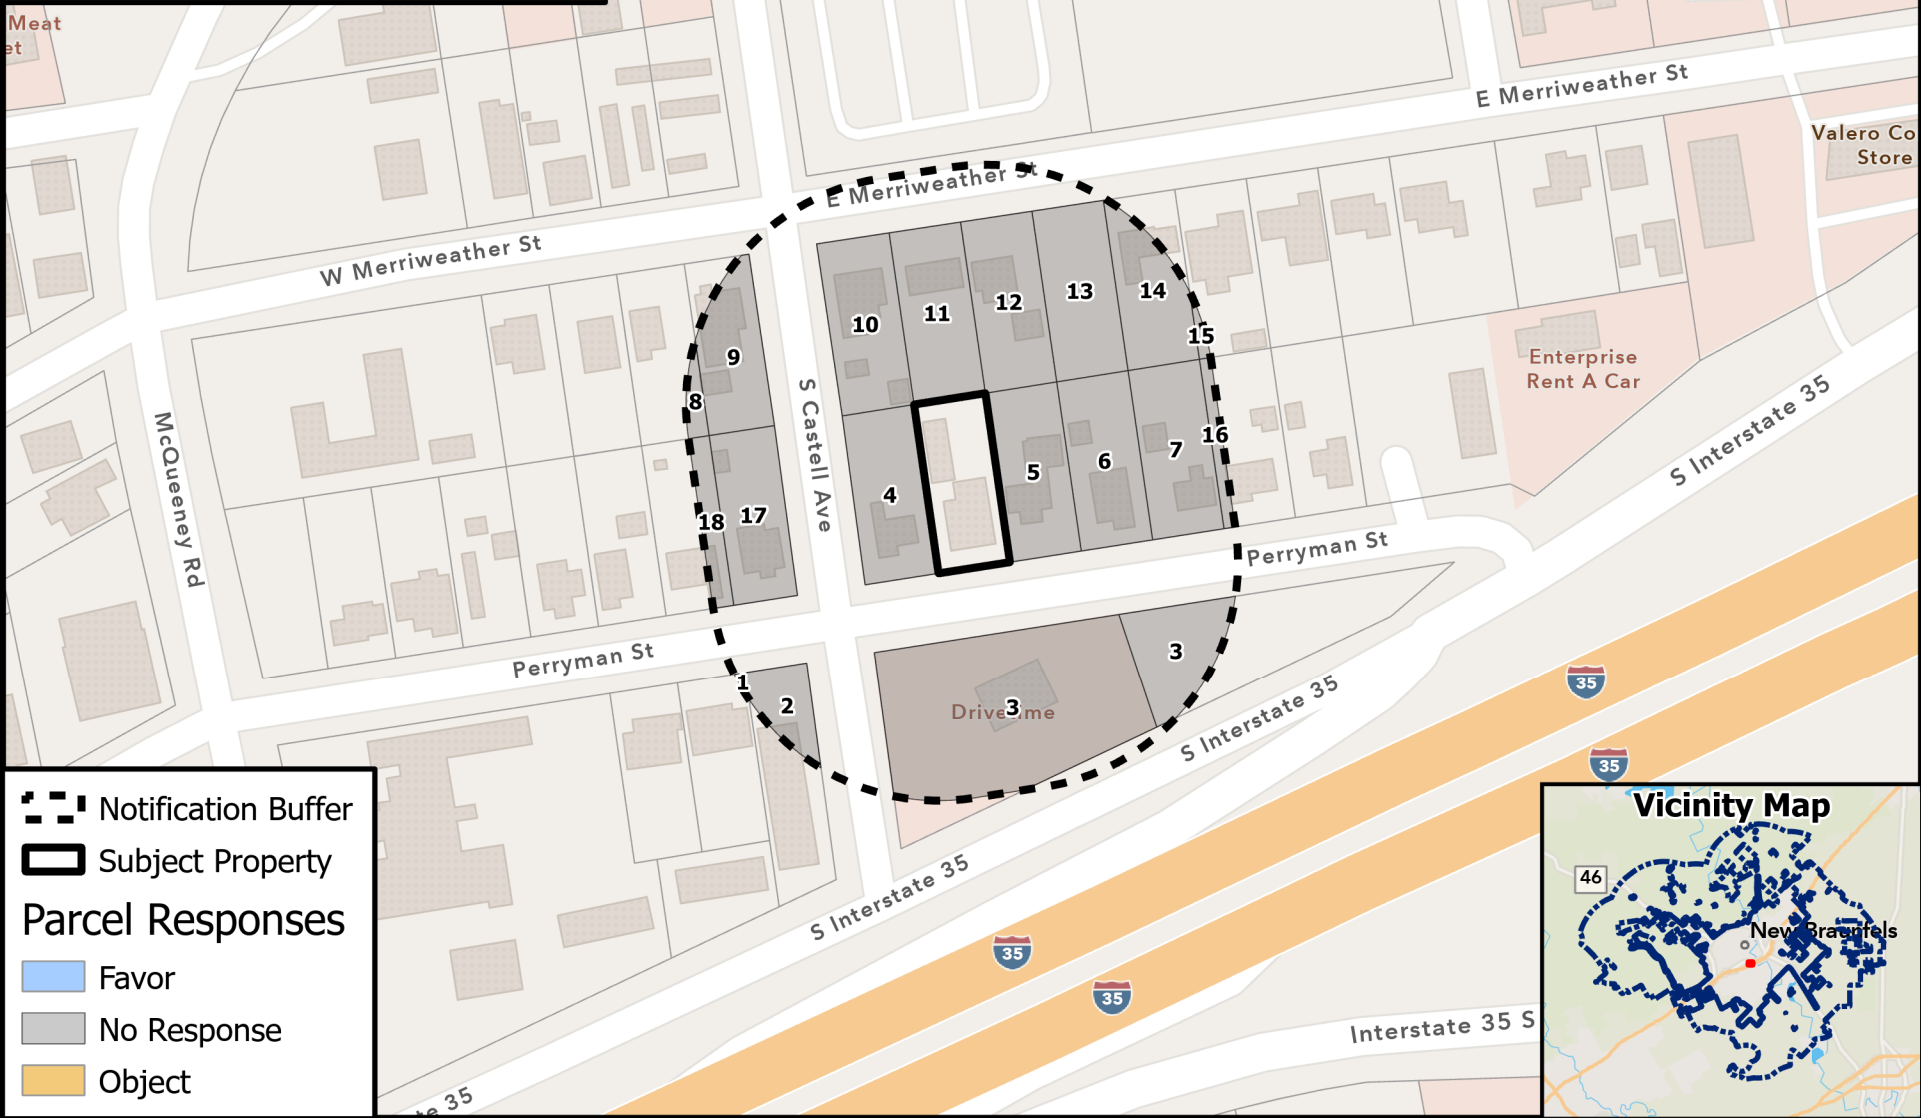 Meat
et
E Merriweather St
Valero Co
Store
E Merriweather St
W Merriweather St
McQueeney Rd
S Castell Ave
Enterprise
Rent A Car
S Interstate 35
10
11
12
13
14
15
9
8
4
5
6
7
16
18
17
Perryman St
Perryman St
1
2
3
3
DriveTime
S Interstate 35
35
35
S Interstate 35
35
35
Interstate 35 S
te 35
Notification Buffer
Subject Property
Parcel Responses
Favor
No Response
Object
Vicinity Map
46
New Braunfels